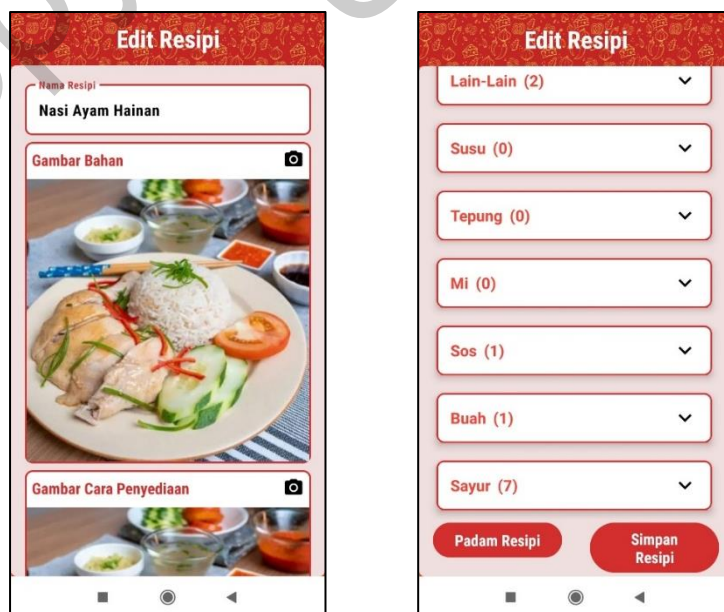 Edit Resipi
Nama Resipi
Nasi Ayam Hainan
Gambar Bahan
Gambar Cara Penyediaan
Edit Resipi
Lain-Lain (2)
Susu (0)
Tepung (0)
Mi (0)
Sos (1)
Buah (1)
Sayur (7)
Padam Resipi
Simpan
Resipi